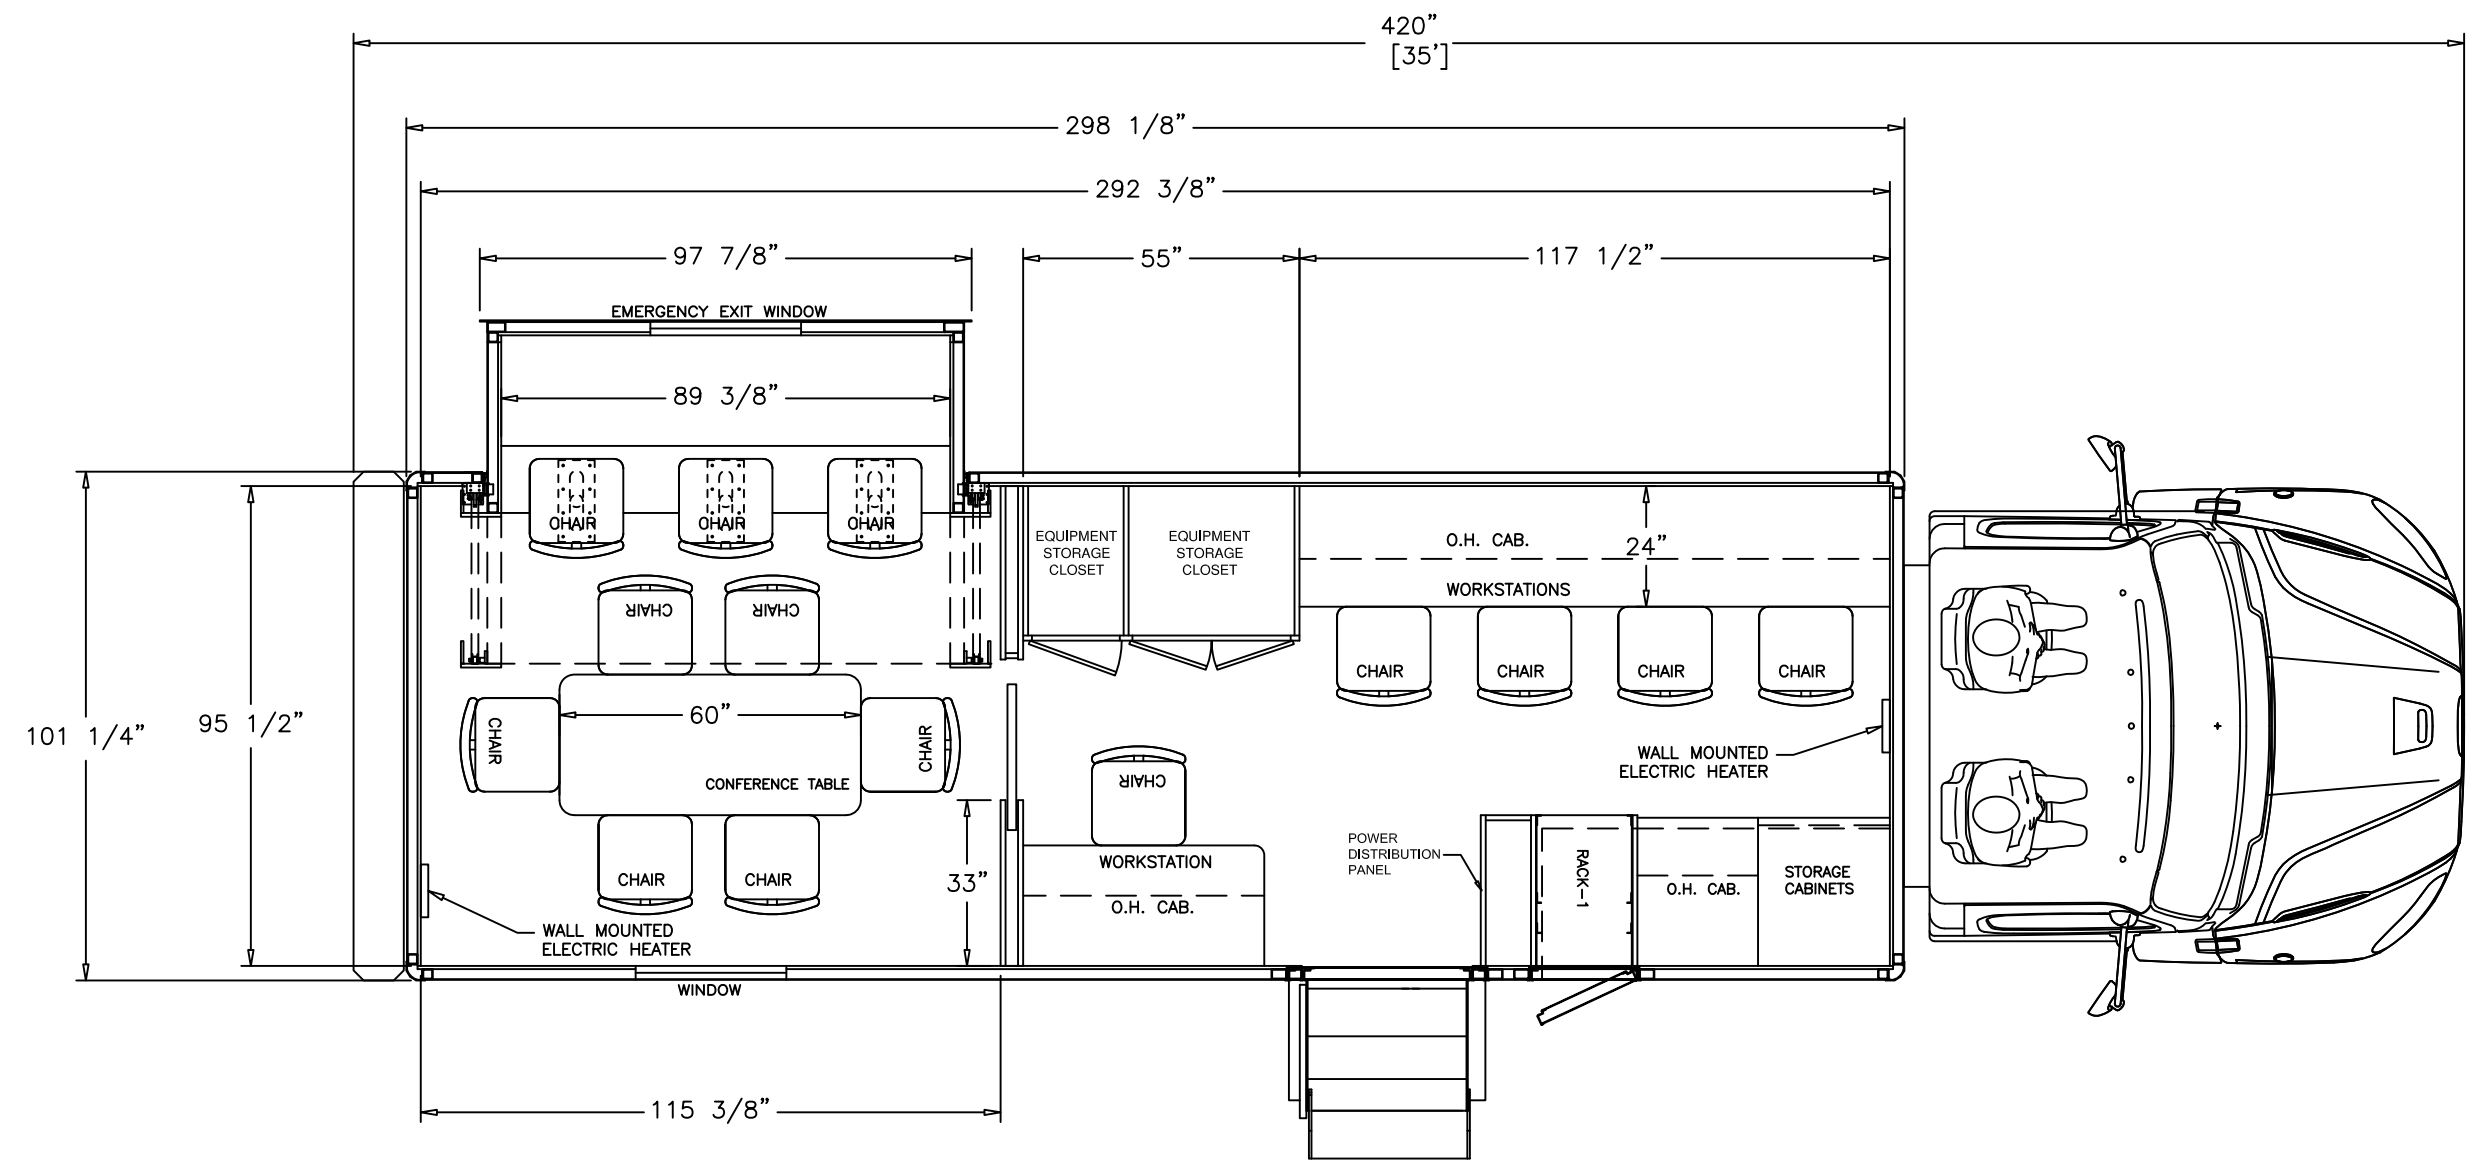 420”
[35']
298 1/8”
292 3/8”
97 7/8”
55”
117 1/2”
EMERGENCY EXIT WINDOW
89 3/8”
CHAIR
CHAIR
CHAIR
EQUIPMENT
STORAGE
CLOSET
EQUIPMENT
STORAGE
CLOSET
O.H. CAB.
24”
WORKSTATIONS
CHAIR
CHAIR
CHAIR
CHAIR
CHAIR
CHAIR
101 1/4”
95 1/2”
CHAIR
60”
CHAIR
CONFERENCE TABLE
WALL MOUNTED
ELECTRIC HEATER
CHAIR
POWER
DISTRIBUTION
PANEL
RACK-1
WORKSTATION
O.H. CAB.
O.H. CAB.
STORAGE
CABINETS
CHAIR
CHAIR
33”
WALL MOUNTED
ELECTRIC HEATER
WINDOW
115 3/8”